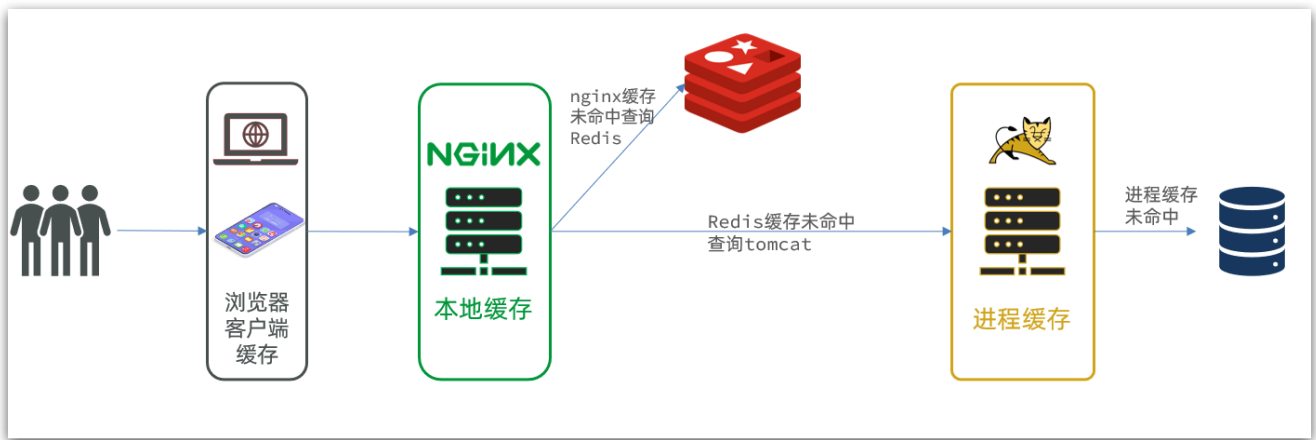 浏览器
客户端
缓存
NGINX
本地缓存
nginx缓存
未命中查询
Redis
Redis缓存未命中
查询tomcat
进程缓存
进程缓存
未命中